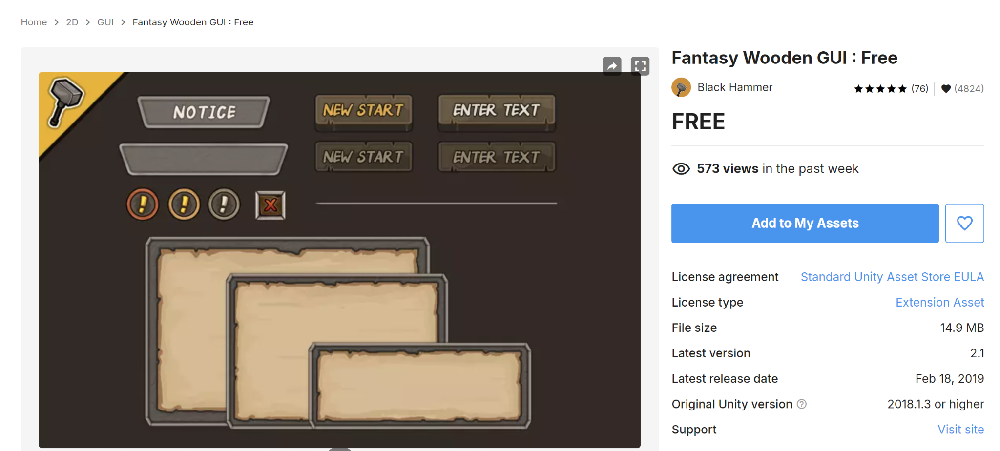 Home > 2D > GUI > Fantasy Wooden GUI : Free
NOTICE
NEW START
ENTER TEXT
NEW START
ENTER TEXT
Fantasy Wooden GUI : Free
Black Hammer
★★★★★ (76) | ♥ (4824)
FREE
573 views in the past week
Add to My Assets
License agreement Standard Unity Asset Store EULA
License type Extension Asset
File size 14.9 MB
Latest version 2.1
Latest release date Feb 18, 2019
Original Unity version ? 2018.1.3 or higher
Support Visit site